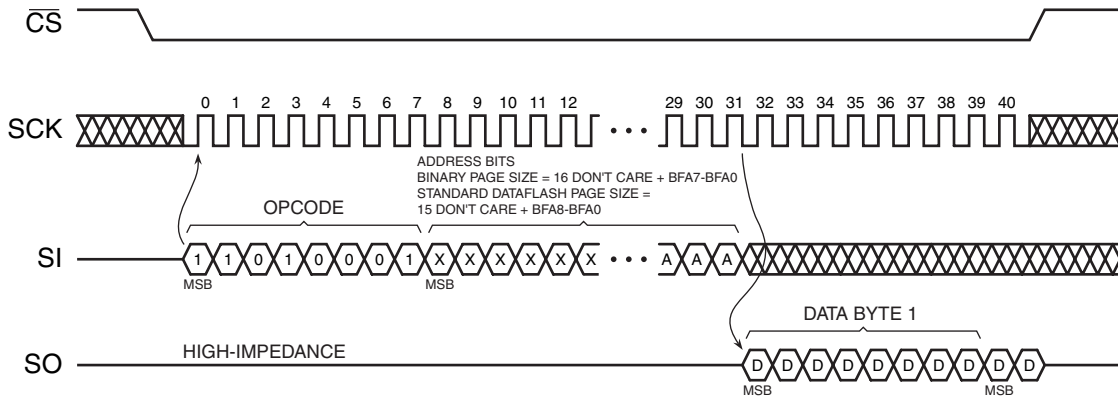 CS
SCK
0 1 2 3 4 5 6 7 8 9 10 11 12 29 30 31 32 33 34 35 36 37 38 39 40
ADDRESS BITS
BINARY PAGE SIZE = 16 DON'T CARE + BFA7-BFA0
STANDARD DATAFLASH PAGE SIZE =
15 DON'T CARE + BFA8-BFA0
OPCODE
SI
1 1 0 1 0 0 0 1 X X X X X X • • • A A A
MSB MSB
DATA BYTE 1
HIGH-IMPEDANCE
SO
D D D D D D D D D D
MSB MSB